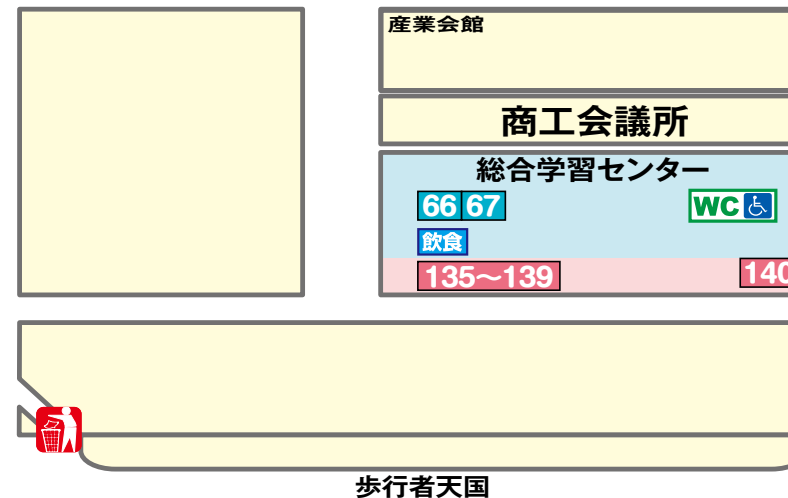 産業会館
商工会議所
総合学習センター
66 67
WC
飲食
135～139
140
歩行者天国